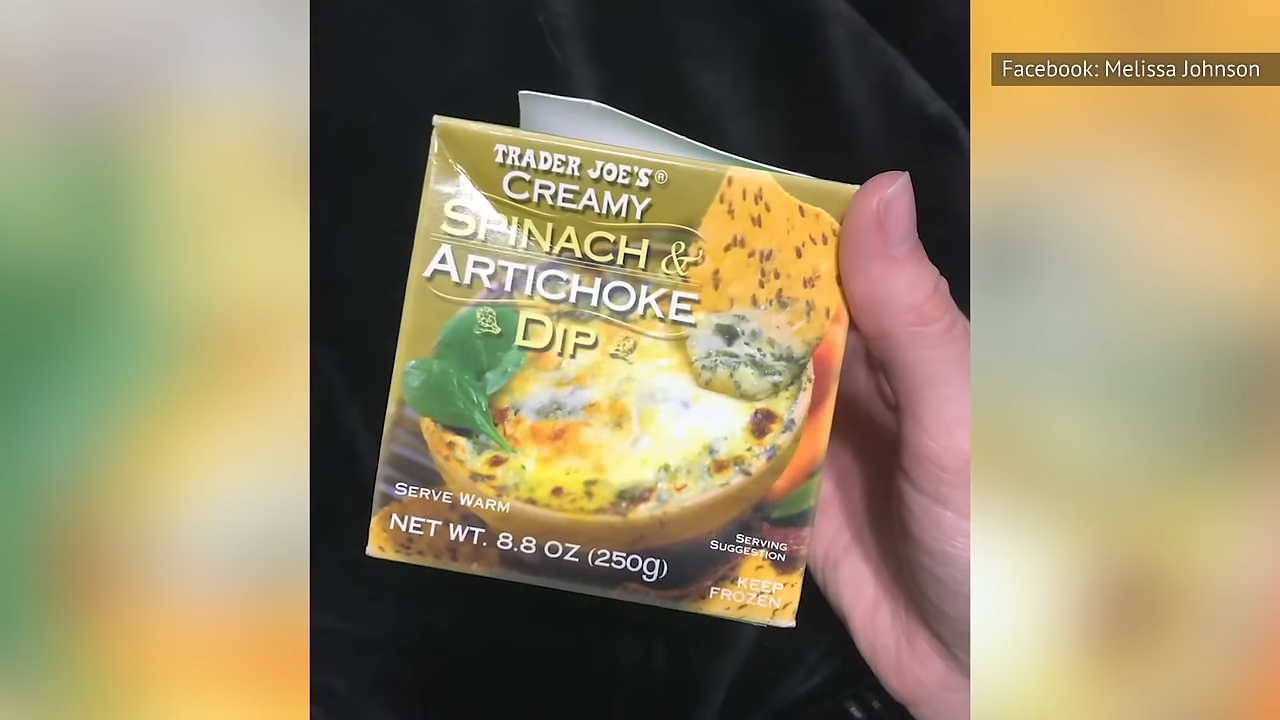 Facebook: Melissa Johnson
TRADER JOE'S®
CREAMY
SPINACH &
ARTICHOKE
DIP
SERVE WARM
NET WT. 8.8 OZ (250g)
SERVING
SUGGESTION
KEEP
FROZEN